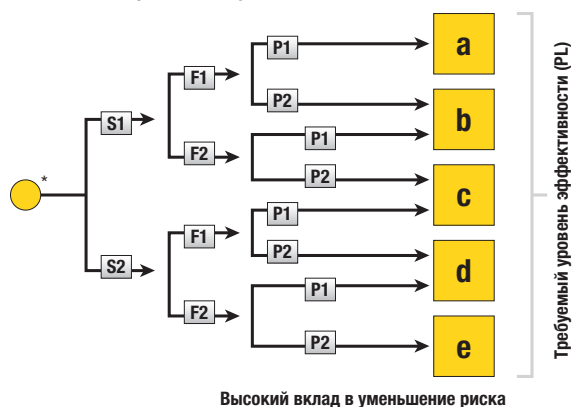 P1
a
F1
P2
b
S1
P1
F2
P2
c
*
P1
F1
P2
d
S2
P1
F2
P2
e
Требуемый уровень эффективности (PL)
Высокий вклад в уменьшение риска